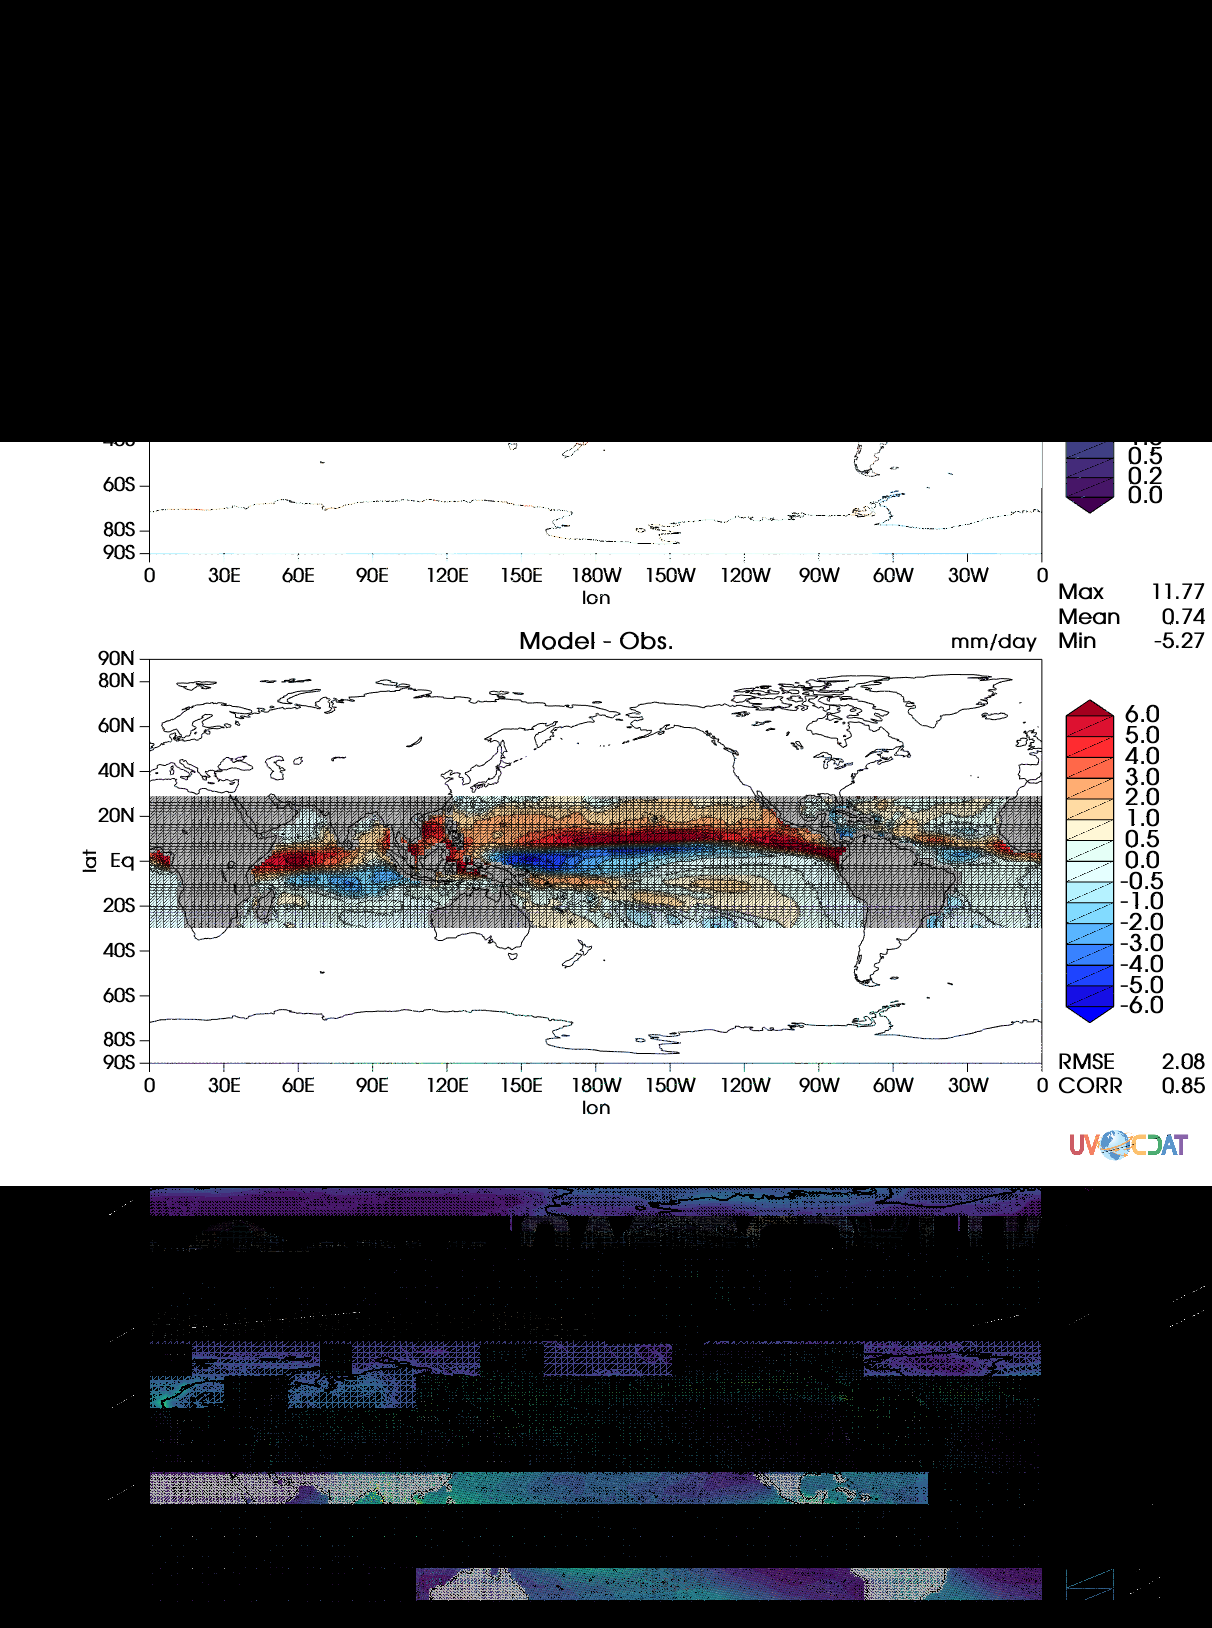 0.5
0.2
0.0
60S
80S
90S
0 30E 60E 90E 120E 150E 180W 150W 120W 90W 60W 30W 0
lon
Max 11.77
Mean 0.74
Min -5.27
Model - Obs. mm/day
90N
80N
60N
40N
20N
Eq
20S
40S
60S
80S
90S
lat
6.0
5.0
4.0
3.0
2.0
1.0
0.5
0.0
-0.5
-1.0
-2.0
-3.0
-4.0
-5.0
-6.0
0 30E 60E 90E 120E 150E 180W 150W 120W 90W 60W 30W 0
lon
RMSE 2.08
CORR 0.85
UV CDAT